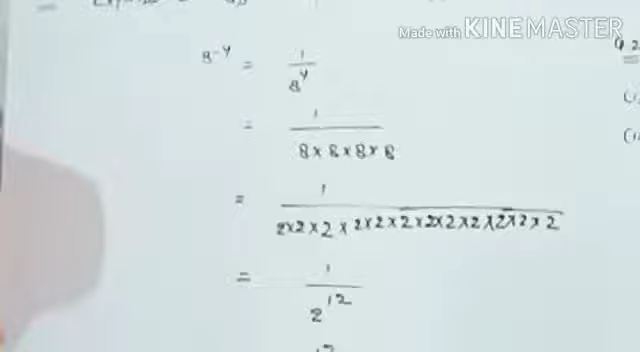 Made with KINEMASTER
8⁻⁴ = 1/8⁴
= 1/8×8×8×8
= 1/2×2×2×2×2×2×2×2×2×2×2×2
= 1/2¹²